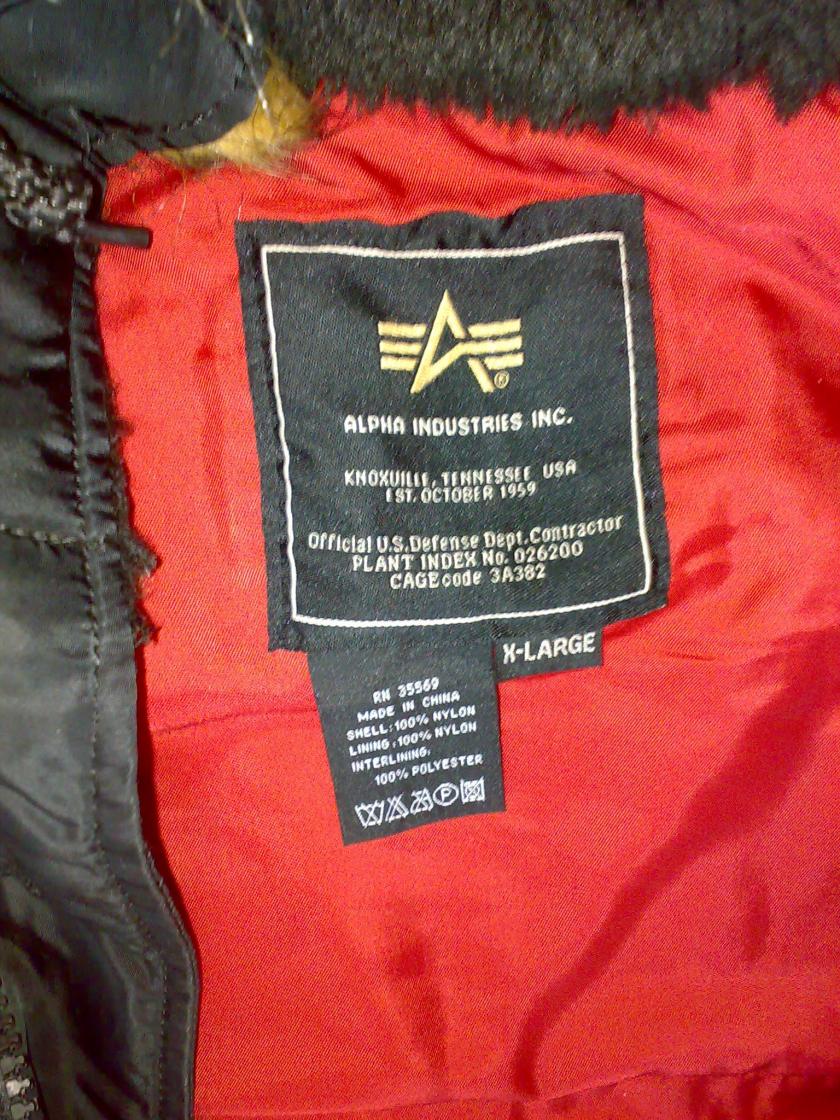 ®
ALPHA INDUSTRIES INC.
KNOXVILLE, TENNESSEE USA
EST. OCTOBER 1959
Official U.S. Defense Dept. Contractor
PLANT INDEX No. 026200
CAGE code 3A382
X-LARGE
RN 35569
MADE IN CHINA
SHELL: 100% NYLON
LINING: 100% NYLON
INTERLINING:
100% POLYESTER
P